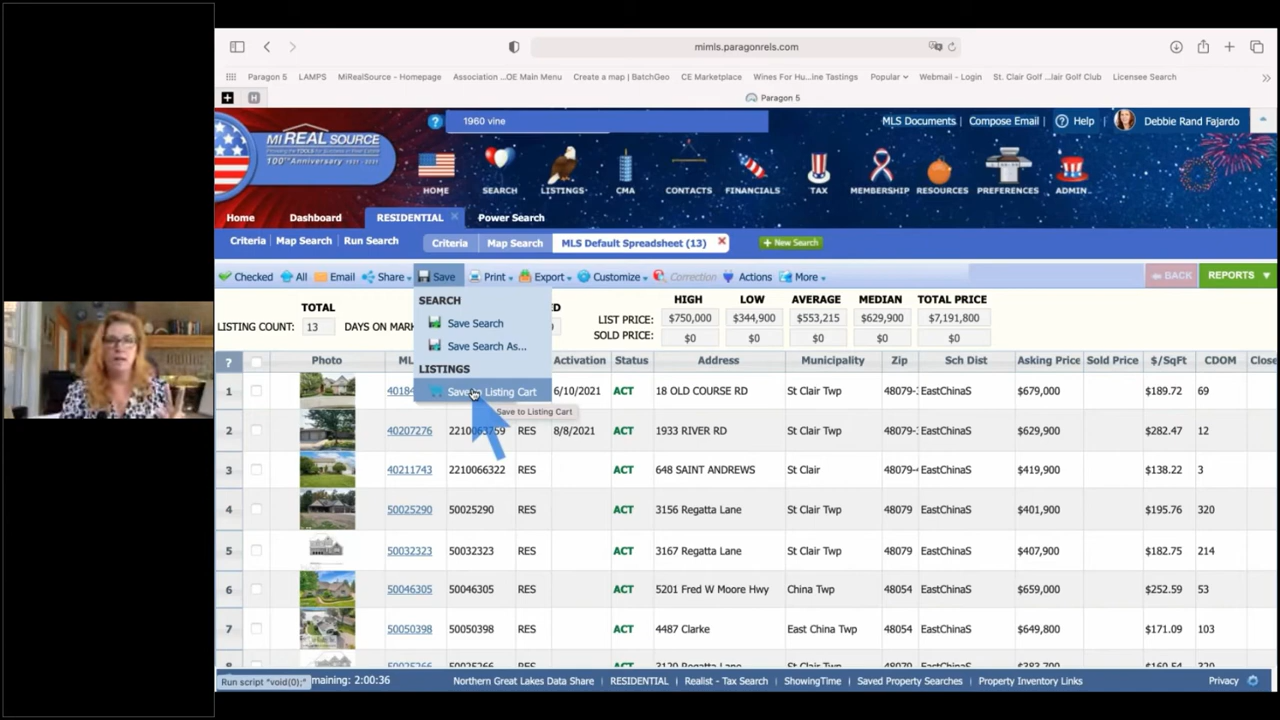 mimls.paragonrels.com
Paragon 5 LAMPS MiRealSource - Homepage Association ...OE Main Menu Create a map | BatchGeo CE Marketplace Wines For Hu...ine Tastings Popular Webmail - Login St. Clair Golf ...lair Golf Club Licensee Search
H Paragon 5
? 1960 vine MLS Documents Compose Email ? Help Debbie Rand Fajardo
MiREAL SOURCE
100th Anniversary 1921 - 2021
HOME SEARCH LISTINGS CMA CONTACTS FINANCIALS TAX MEMBERSHIP RESOURCES PREFERENCES ADMIN
Home Dashboard RESIDENTIAL Power Search
Criteria Map Search Run Search Criteria Map Search MLS Default Spreadsheet (13) New Search
Checked All Email Share Save Print Export Customize Correction Actions More BACK REPORTS
SEARCH
Save Search
Save Search As...
LISTINGS
Save to Listing Cart
Save to Listing Cart
TOTAL HIGH LOW AVERAGE MEDIAN TOTAL PRICE
LISTING COUNT: 13 DAYS ON MARK LIST PRICE: $750,000 $344,900 $553,215 $629,900 $7,191,800
SOLD PRICE: $0 $0 $0 $0 $0
? Photo ML Activation Status Address Municipality Zip Sch Dist Asking Price Sold Price $/SqFt CDOM Close
1 4018 6/10/2021 ACT 18 OLD COURSE RD St Clair Twp 48079- EastChinaS $679,000 $189.72 69
2 40207276 RES 8/8/2021 ACT 1933 RIVER RD St Clair Twp 48079- EastChinaS $629,900 $282.47 12
3 40211743 2210066322 RES ACT 648 SAINT ANDREWS St Clair 48079- EastChinaS $419,900 $138.22 3
4 50025290 50025290 RES ACT 3156 Regatta Lane St Clair Twp 48079 EastChinaS $401,900 $195.76 320
5 50032323 50032323 RES ACT 3167 Regatta Lane St Clair Twp 48079 EastChinaS $407,900 $182.75 214
6 50046305 50046305 RES ACT 5201 Fred W Moore Hwy China Twp 48054 EastChinaS $659,000 $252.59 53
7 50050398 50050398 RES ACT 4487 Clarke East China Twp 48054 EastChinaS $649,800 $171.09 103
Run script "void(0);" maining: 2:00:36 Northern Great Lakes Data Share RESIDENTIAL Realist - Tax Search ShowingTime Saved Property Searches Property Inventory Links Privacy